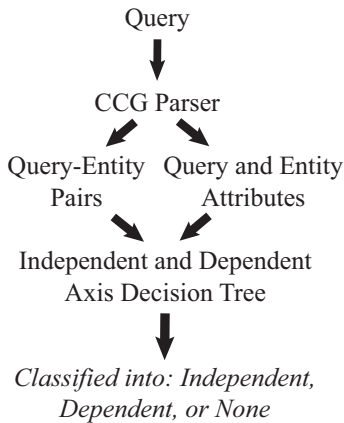 Query
CCG Parser
Query-Entity
Pairs
Query and Entity
Attributes
Independent and Dependent
Axis Decision Tree
Classified into: Independent,
Dependent, or None